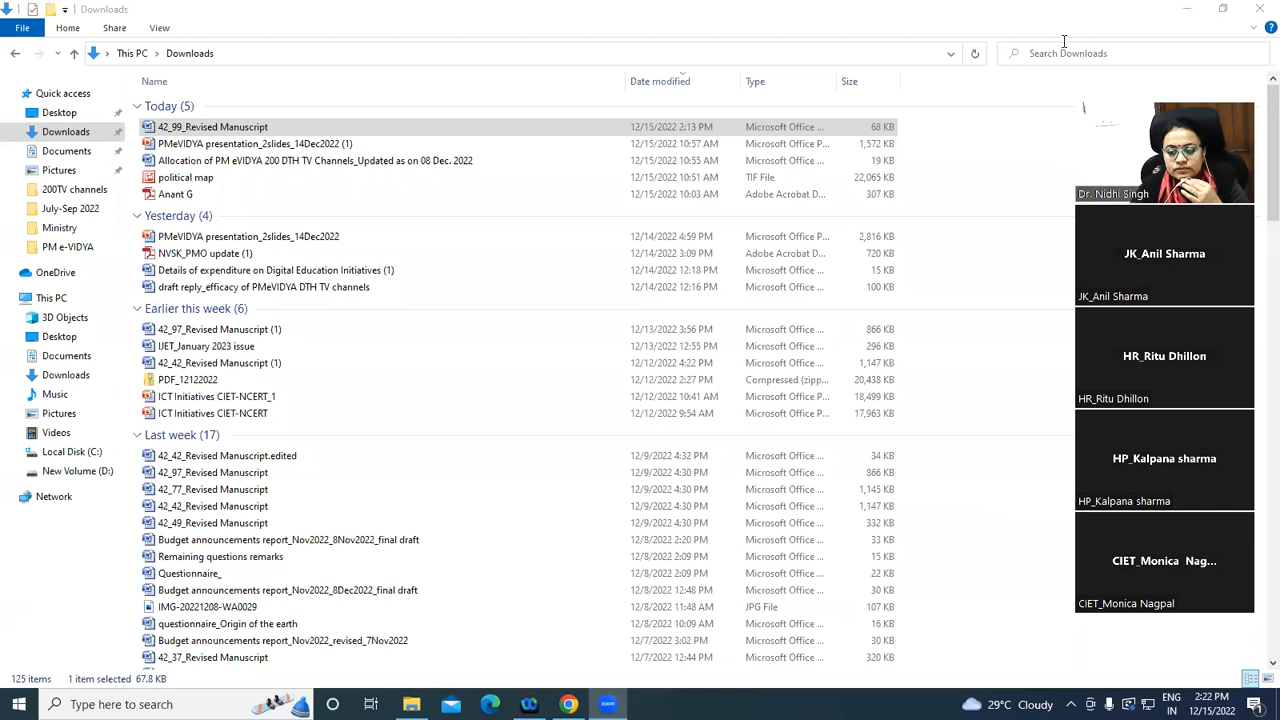 Downloads
File Home Share View
This PC Downloads
Search Downloads
Name Date modified Type Size
Quick access
Desktop
Downloads
Documents
Pictures
200TV channels
July-Sep 2022
Ministry
PM e-VIDYA
OneDrive
This PC
3D Objects
Desktop
Documents
Downloads
Music
Pictures
Videos
Local Disk (C:)
New Volume (D:)
Network
Today (5)
42_99_Revised Manuscript 12/15/2022 2:13 PM Microsoft Office ... 68 KB
PMeVIDYA presentation_2slides_14Dec2022 (1) 12/15/2022 10:57 AM Microsoft Office P... 1,572 KB
Allocation of PM eVIDYA 200 DTH TV Channels_Updated as on 08 Dec. 2022 12/15/2022 10:55 AM Microsoft Office ... 19 KB
political map 12/15/2022 10:51 AM TIF File 22,065 KB
Anant G 12/15/2022 10:03 AM Adobe Acrobat D... 307 KB
Yesterday (4)
PMeVIDYA presentation_2slides_14Dec2022 12/14/2022 4:59 PM Microsoft Office P... 2,816 KB
NVSK_PMO update (1) 12/14/2022 3:09 PM Adobe Acrobat D... 720 KB
Details of expenditure on Digital Education Initiatives (1) 12/14/2022 12:18 PM Microsoft Office ... 15 KB
draft reply_efficacy of PMeVIDYA DTH TV channels 12/14/2022 12:16 PM Microsoft Office ... 100 KB
Earlier this week (6)
42_97_Revised Manuscript (1) 12/13/2022 3:56 PM Microsoft Office ... 866 KB
IJET_January 2023 issue 12/13/2022 12:55 PM Microsoft Office ... 296 KB
42_42_Revised Manuscript (1) 12/12/2022 4:22 PM Microsoft Office ... 1,147 KB
PDF_12122022 12/12/2022 2:27 PM Compressed (zipp... 20,438 KB
ICT Initiatives CIET-NCERT_1 12/12/2022 10:41 AM Microsoft Office P... 18,499 KB
ICT Initiatives CIET-NCERT 12/12/2022 9:54 AM Microsoft Office P... 17,963 KB
Last week (17)
42_42_Revised Manuscript.edited 12/9/2022 4:32 PM Microsoft Office ... 34 KB
42_97_Revised Manuscript 12/9/2022 4:30 PM Microsoft Office ... 866 KB
42_77_Revised Manuscript 12/9/2022 4:30 PM Microsoft Office ... 1,145 KB
42_42_Revised Manuscript 12/9/2022 4:30 PM Microsoft Office ... 1,147 KB
42_49_Revised Manuscript 12/9/2022 4:30 PM Microsoft Office ... 332 KB
Budget announcements report_Nov2022_8Nov2022_final draft 12/8/2022 2:20 PM Microsoft Office ... 33 KB
Remaining questions remarks 12/8/2022 2:09 PM Microsoft Office ... 15 KB
Questionnaire_ 12/8/2022 2:09 PM Microsoft Office ... 22 KB
Budget announcements report_Nov2022_8Dec2022_final draft 12/8/2022 12:48 PM Microsoft Office ... 30 KB
IMG-20221208-WA0029 12/8/2022 11:48 AM JPG File 107 KB
questionnaire_Origin of the earth 12/8/2022 10:09 AM Microsoft Office ... 16 KB
Budget announcements report_Nov2022_revised_7Nov2022 12/7/2022 3:02 PM Microsoft Office ... 30 KB
42_37_Revised Manuscript 12/7/2022 12:44 PM Microsoft Office ... 320 KB
Dr. Nidhi Singh
JK_Anil Sharma
JK_Anil Sharma
HR_Ritu Dhillon
HR_Ritu Dhillon
HP_Kalpana sharma
HP_Kalpana sharma
CIET_Monica Nag...
CIET_Monica Nagpal
125 items 1 item selected 67.8 KB
Type here to search
zoom
29°C Cloudy
ENG
IN
2:22 PM
12/15/2022